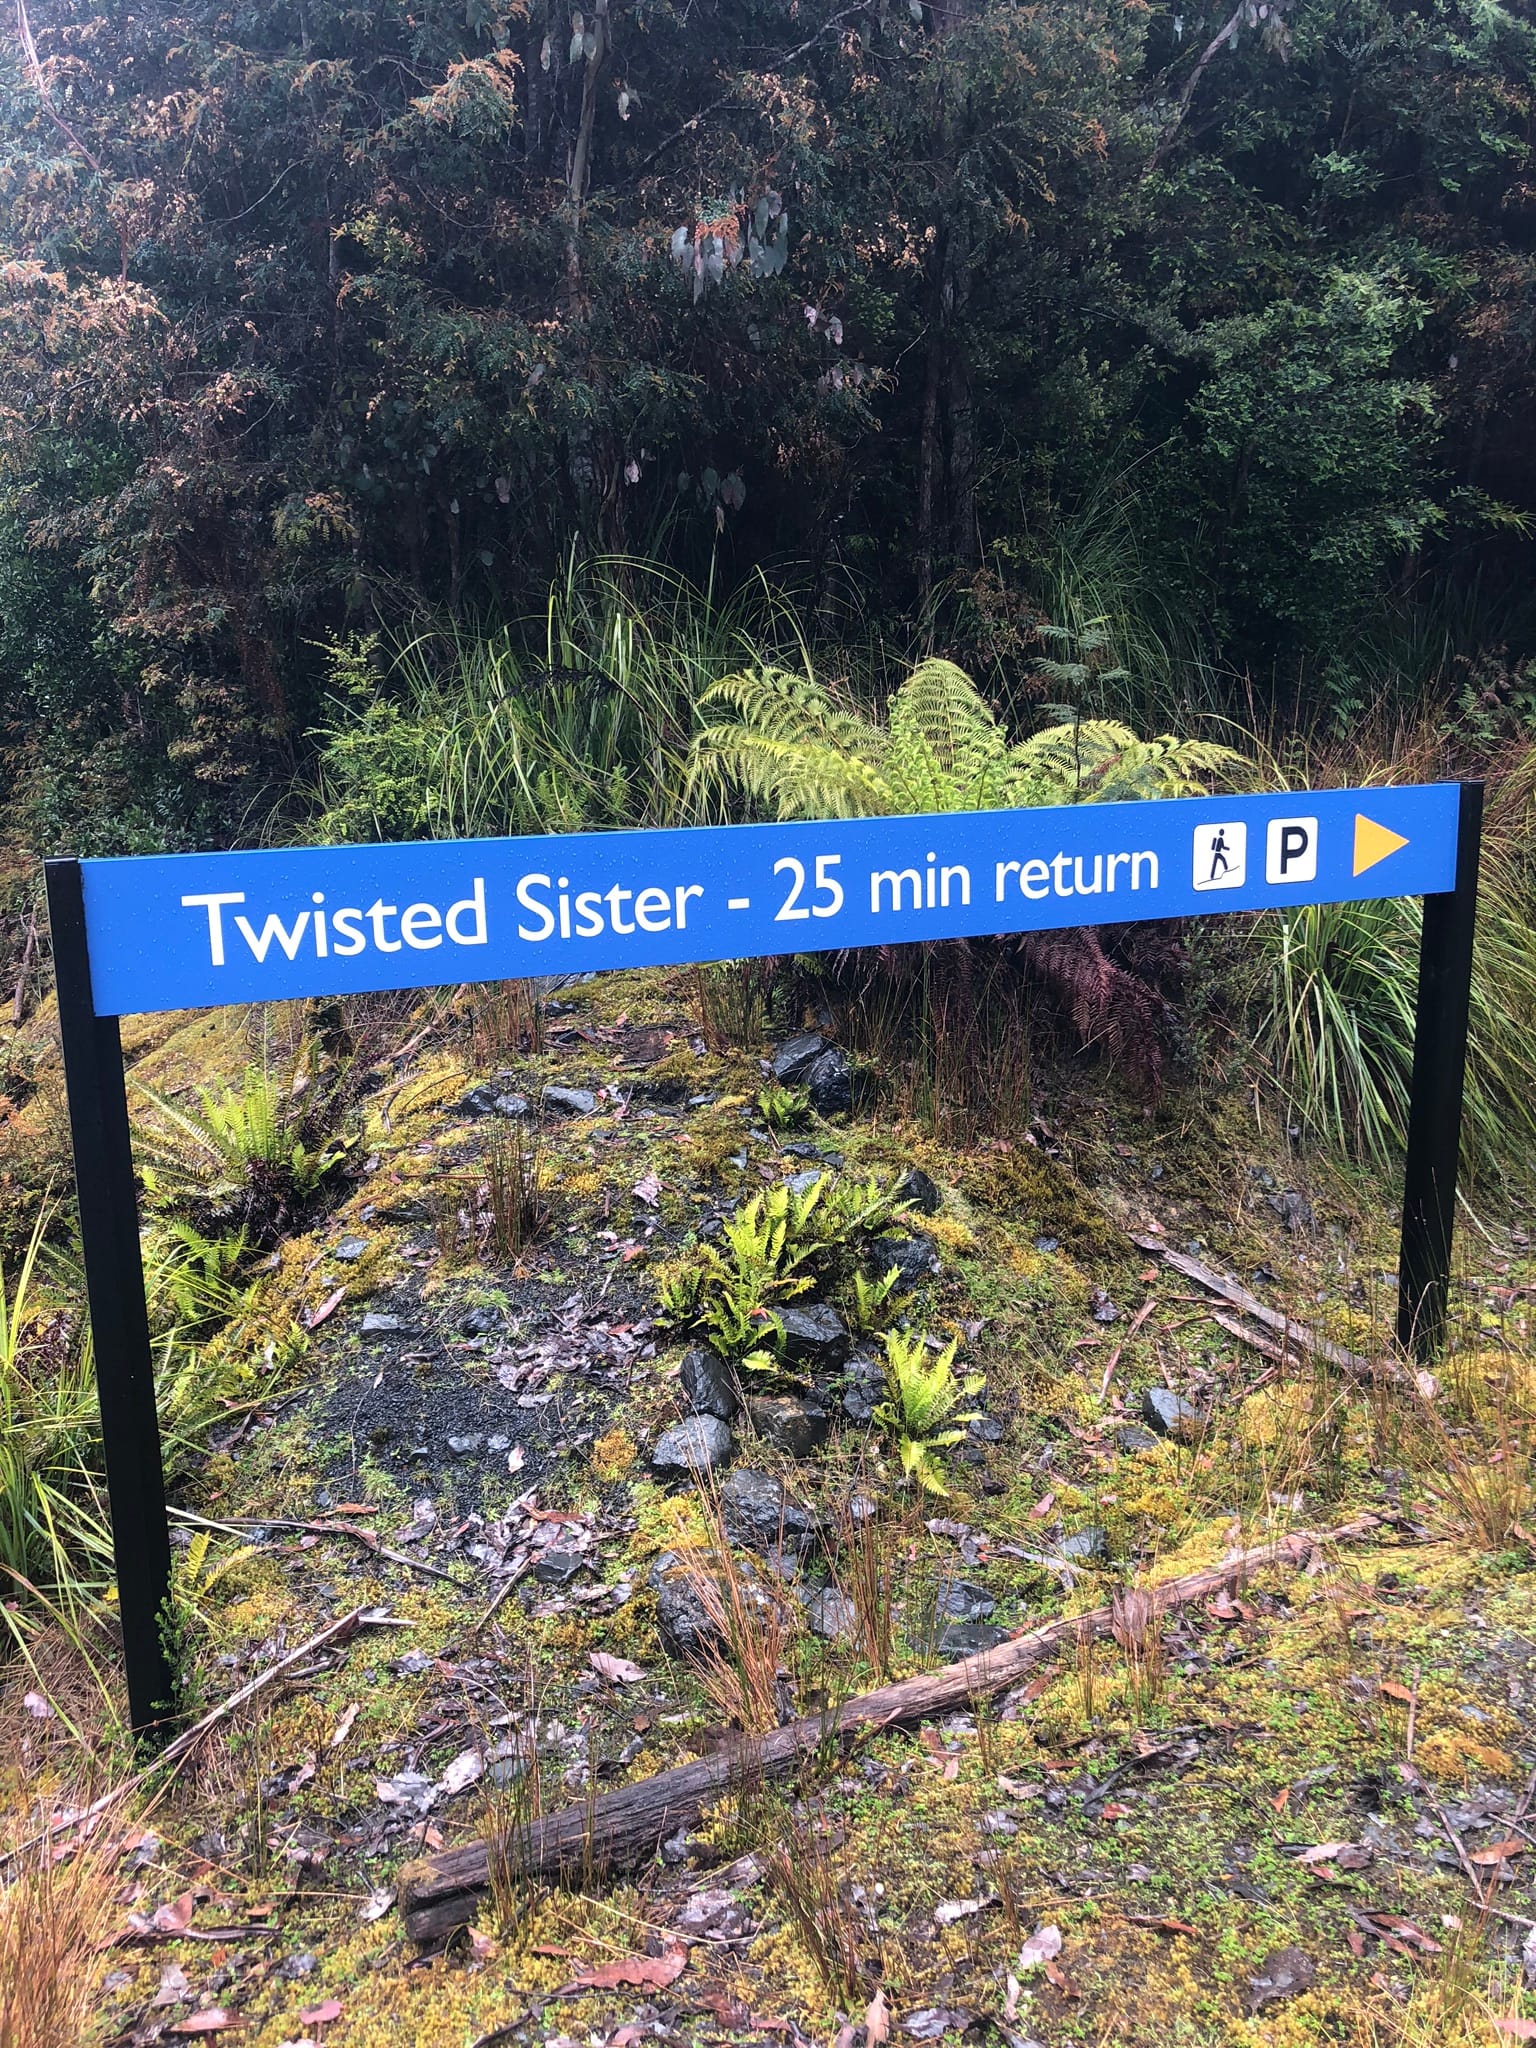 Twisted Sister - 25 min return P